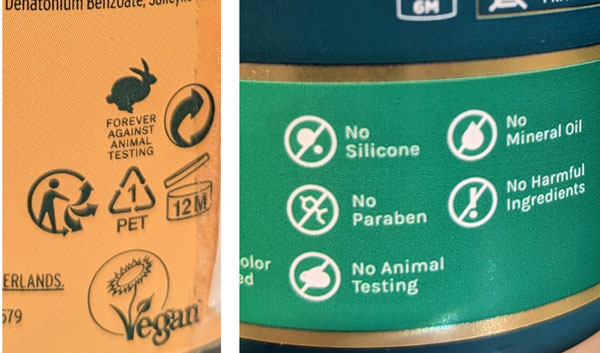 Denatonium Benzoate,
FOREVER
AGAINST
ANIMAL
TESTING
1
PET
12M
ERLANDS.
579
Vegan
6M
No
Silicone
No
Mineral Oil
No
Paraben
No Harmful
Ingredients
olor
ed
No Animal
Testing